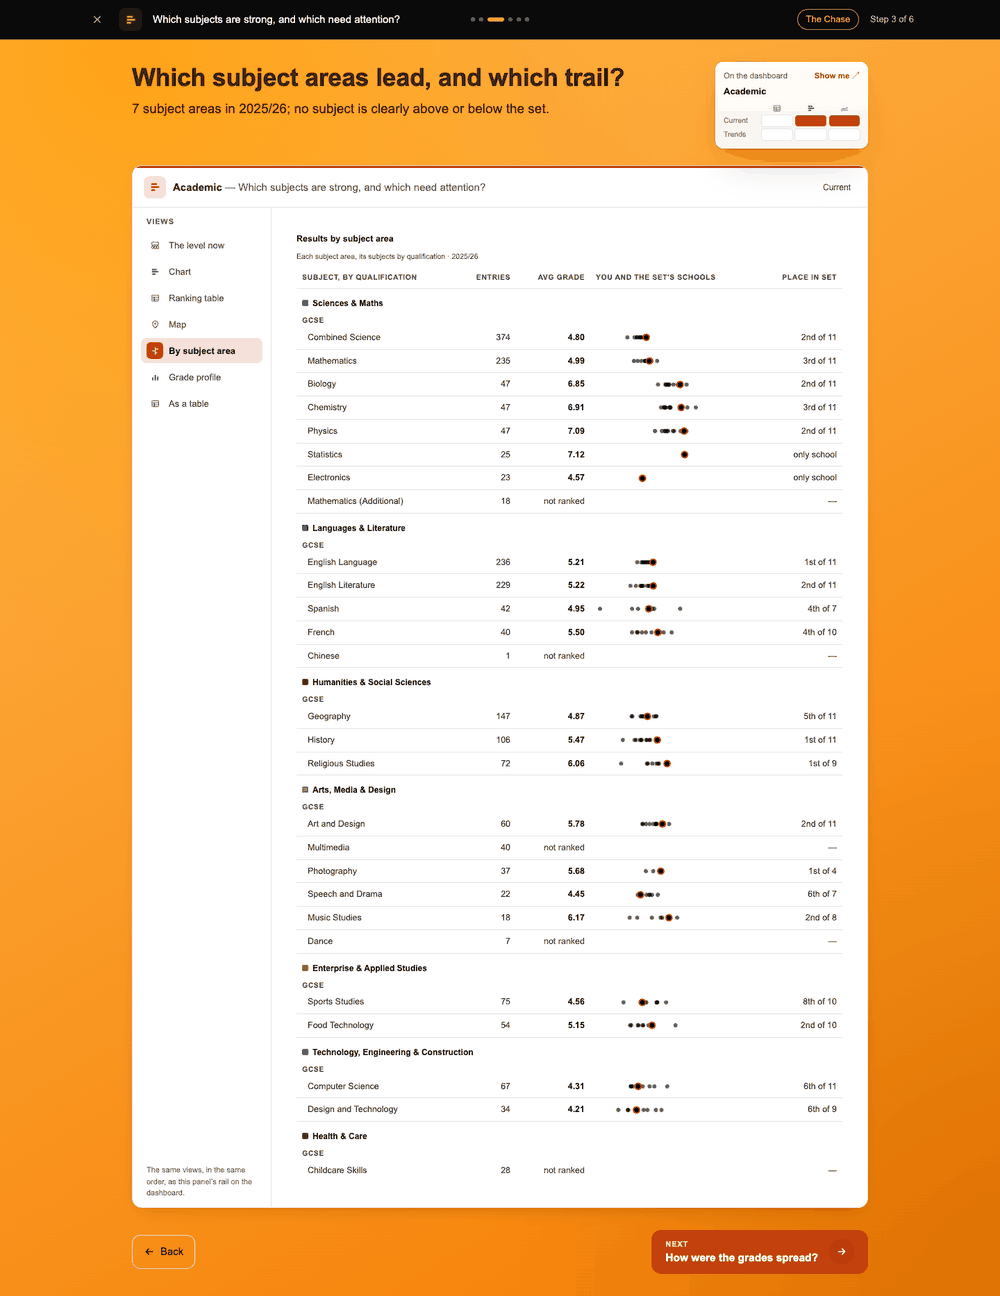 Which subjects are strong, and which need attention?
The Chase
Step 3 of 6
Which subject areas lead, and which trail?
7 subject areas in 2025/26; no subject is clearly above or below the set.
On the dashboard
Show me
Academic
Current
Trends
Academic — Which subjects are strong, and which need attention?
Current
VIEWS
The level now
Chart
Ranking table
Map
By subject area
Grade profile
As a table
The same views, in the same
order, as this panel's rail on the
dashboard.
Results by subject area
Each subject area, its subjects by qualification · 2025/26
SUBJECT, BY QUALIFICATION ENTRIES AVG GRADE YOU AND THE SET'S SCHOOLS PLACE IN SET
Sciences & Maths
GCSE
Combined Science 374 4.80 2nd of 11
Mathematics 235 4.99 3rd of 11
Biology 47 6.85 2nd of 11
Chemistry 47 6.91 3rd of 11
Physics 47 7.09 2nd of 11
Statistics 25 7.12 only school
Electronics 23 4.57 only school
Mathematics (Additional) 18 not ranked —
Languages & Literature
GCSE
English Language 236 5.21 1st of 11
English Literature 229 5.22 2nd of 11
Spanish 42 4.95 4th of 7
French 40 5.50 4th of 10
Chinese 1 not ranked —
Humanities & Social Sciences
GCSE
Geography 147 4.87 5th of 11
History 106 5.47 1st of 11
Religious Studies 72 6.06 1st of 9
Arts, Media & Design
GCSE
Art and Design 60 5.78 2nd of 11
Multimedia 40 not ranked —
Photography 37 5.68 1st of 4
Speech and Drama 22 4.45 6th of 7
Music Studies 18 6.17 2nd of 8
Dance 7 not ranked —
Enterprise & Applied Studies
GCSE
Sports Studies 75 4.56 8th of 10
Food Technology 54 5.15 2nd of 10
Technology, Engineering & Construction
GCSE
Computer Science 67 4.31 6th of 11
Design and Technology 34 4.21 6th of 9
Health & Care
GCSE
Childcare Skills 28 not ranked —
Back
NEXT
How were the grades spread?